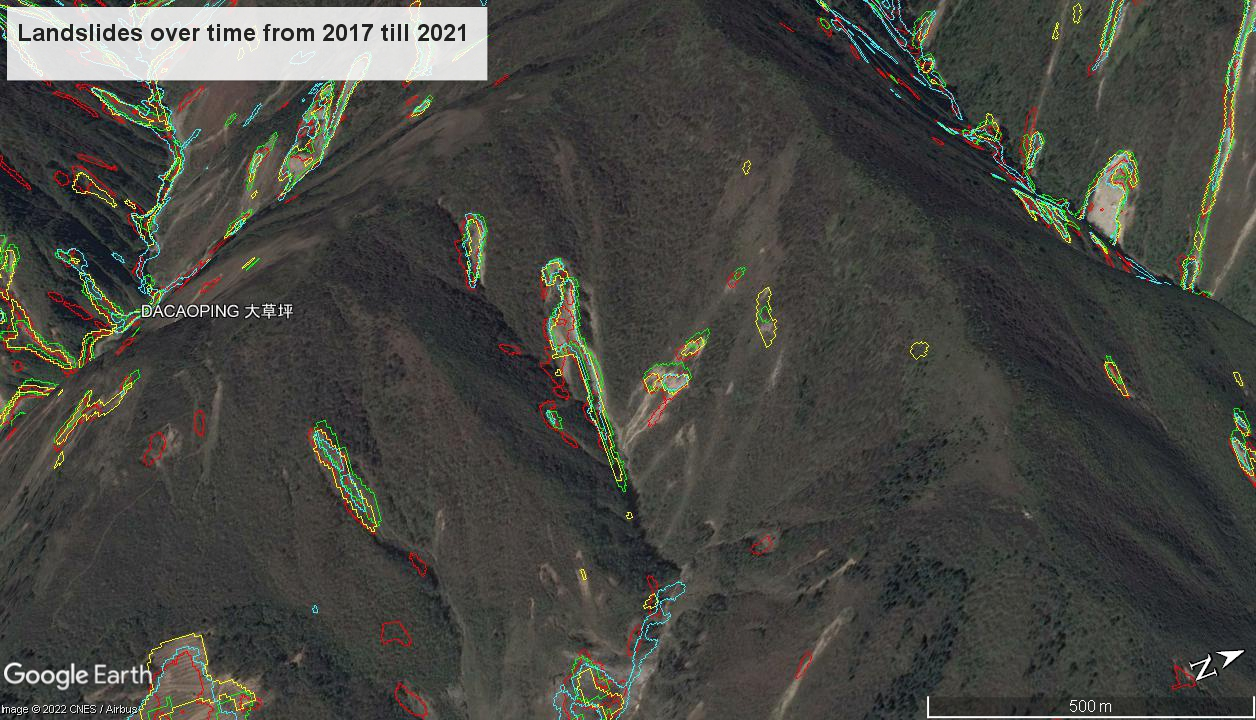 Landslides over time from 2017 till 2021
DACAOPING 大草坪
Google Earth
Image © 2022 CNES / Airbus
N
500 m